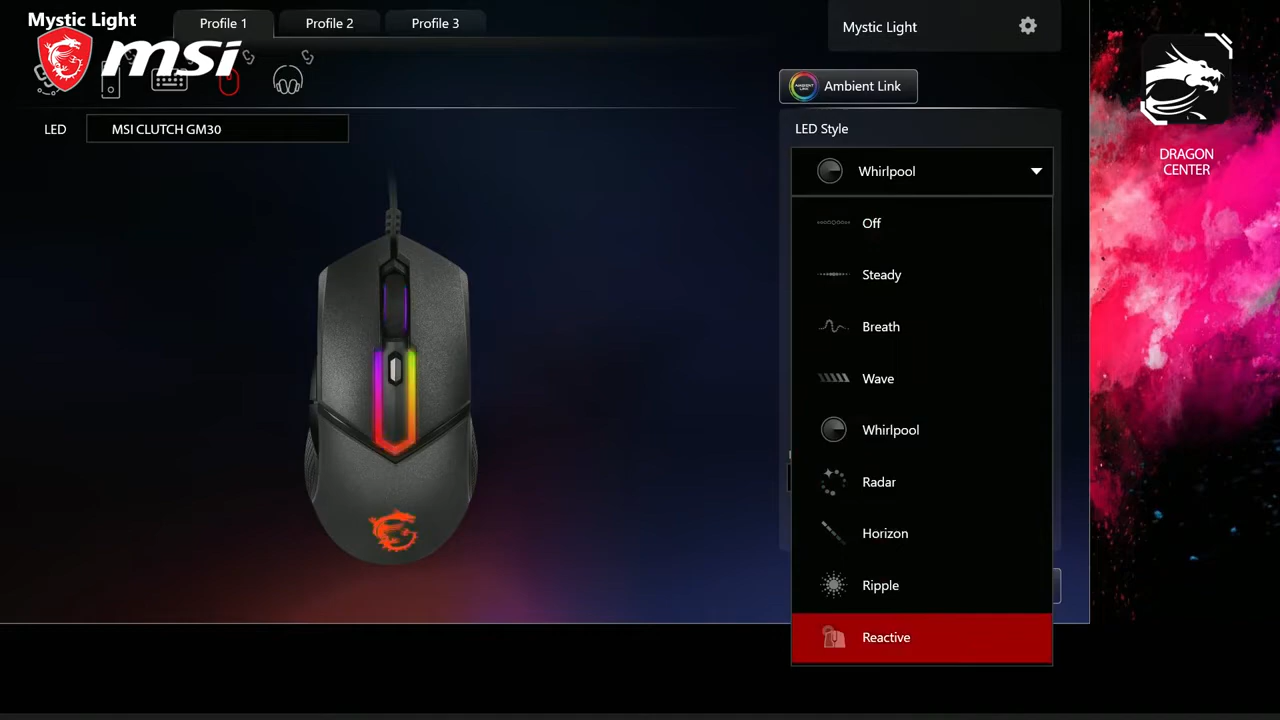 Mystic Light
Profile 1
Profile 2
Profile 3
Mystic Light
msi
Ambient Link
DRAGON
CENTER
LED
MSI CLUTCH GM30
LED Style
Whirlpool
Off
Steady
Breath
Wave
Whirlpool
Radar
Horizon
Ripple
Reactive